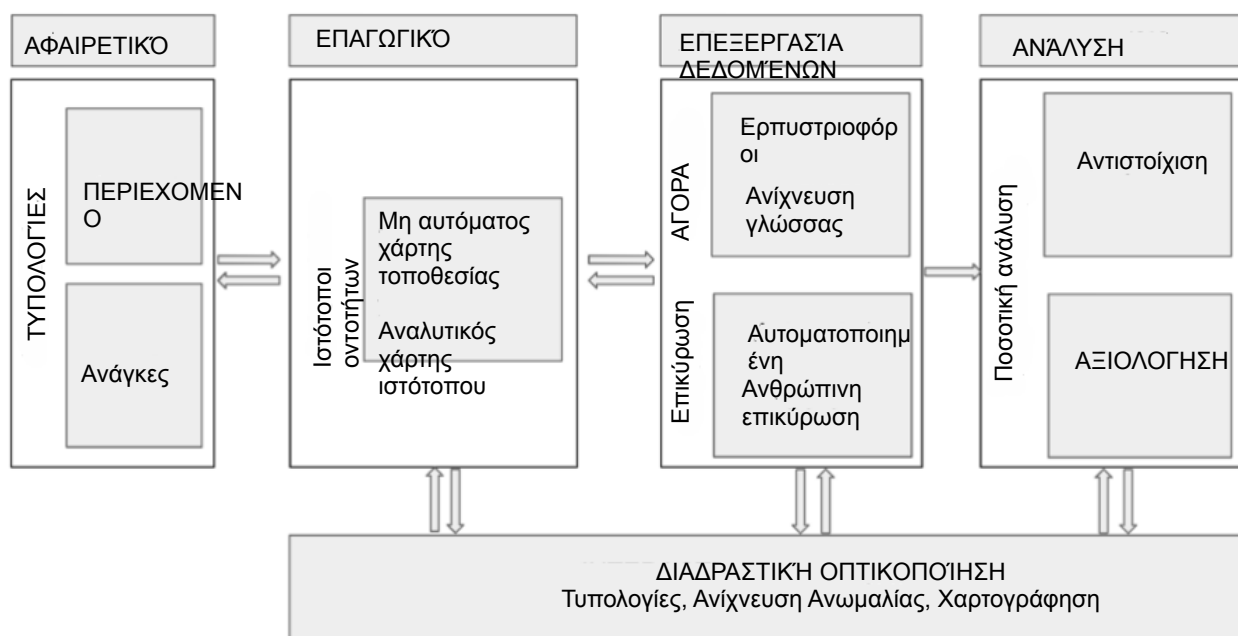 ΑΦΑΙΡΕΤΙΚΌ
ΕΠΑΓΩΓΙΚΌ
ΕΠΕΞΕΡΓΑΣΊΑ
ΔΕΔΟΜΈΝΩΝ
ΑΝΆΛΥΣΗ
ΤΥΠΟΛΟΓΊΕΣ
ΠΕΡΙΕΧΟΜΕΝ
Ο
Ανάγκες
Ιστότοποι
οντοτήτων
Μη αυτόματος
χάρτης
τοποθεσίας
Αναλυτικός
χάρτης
ιστότοπου
ΑΓΟΡΑ
Ερπυστριοφόρ
οι
Ανίχνευση
γλώσσας
Επικύρωση
Αυτοματοποιημ
ένη
Ανθρώπινη
επικύρωση
Ποσοτική ανάλυση
Αντιστοίχιση
ΑΞΙΟΛΟΓΗΣΗ
ΔΙΑΔΡΑΣΤΙΚΉ ΟΠΤΙΚΟΠΟΊΗΣΗ
Τυπολογίες, Ανίχνευση Ανωμαλίας, Χαρτογράφηση